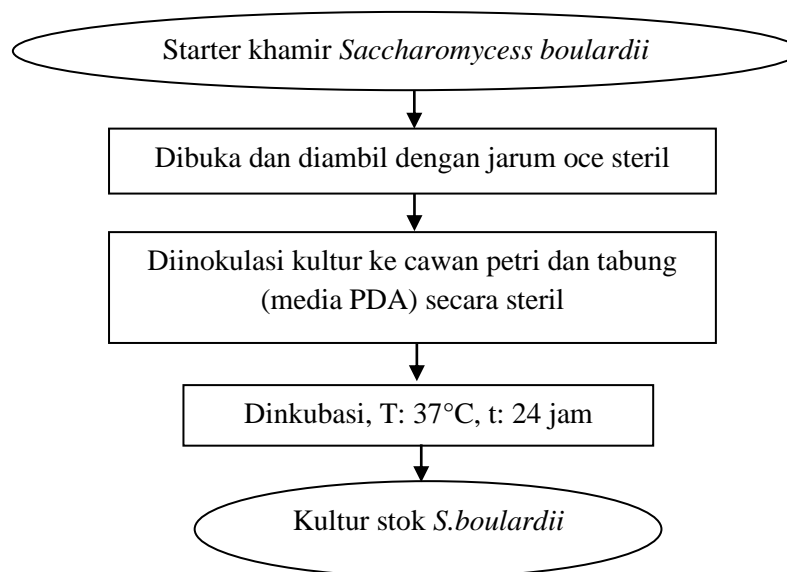 Starter khamir Saccharomycess boulardii
Dibuka dan diambil dengan jarum oce steril
Diinokulasi kultur ke cawan petri dan tabung
(media PDA) secara steril
Dinkubasi, T: 37°C, t: 24 jam
Kultur stok S.boulardii